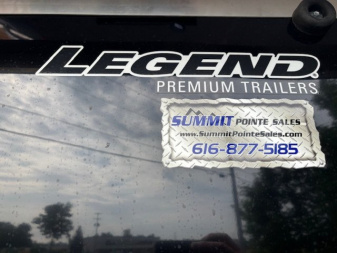 LEGEND®
PREMIUM TRAILERS
SUMMIT POINTE SALES
www.SummitPointeSales.com
616-877-5185